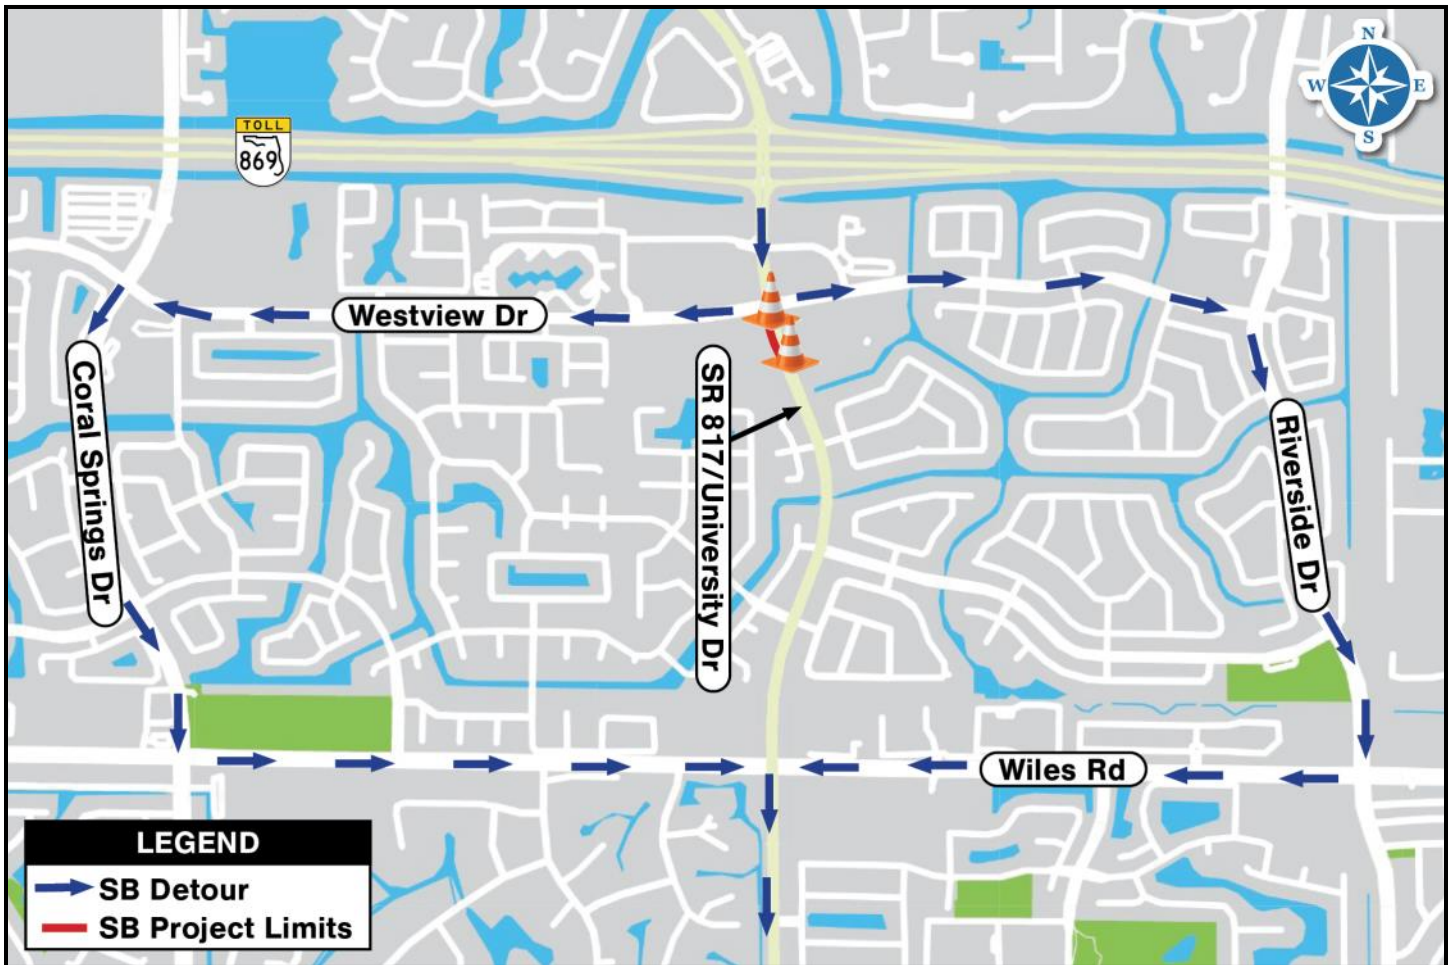 N
W E
S
TOLL
869
Westview Dr
Coral Springs Dr
SR 817/University Dr
Riverside Dr
Wiles Rd
LEGEND
SB Detour
SB Project Limits